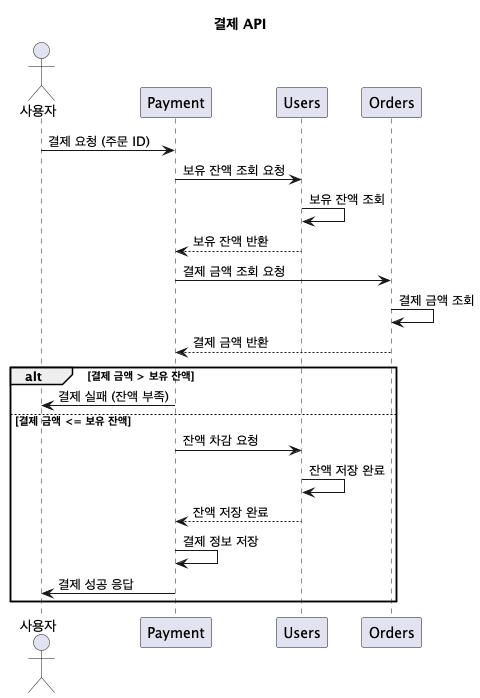 결제 API
사용자
Payment
Users
Orders
결제 요청 (주문 ID)
보유 잔액 조회 요청
보유 잔액 조회
보유 잔액 반환
결제 금액 조회 요청
결제 금액 조회
결제 금액 반환
alt [결제 금액 > 보유 잔액]
결제 실패 (잔액 부족)
[결제 금액 <= 보유 잔액]
잔액 차감 요청
잔액 저장 완료
잔액 저장 완료
결제 정보 저장
결제 성공 응답
사용자
Payment
Users
Orders